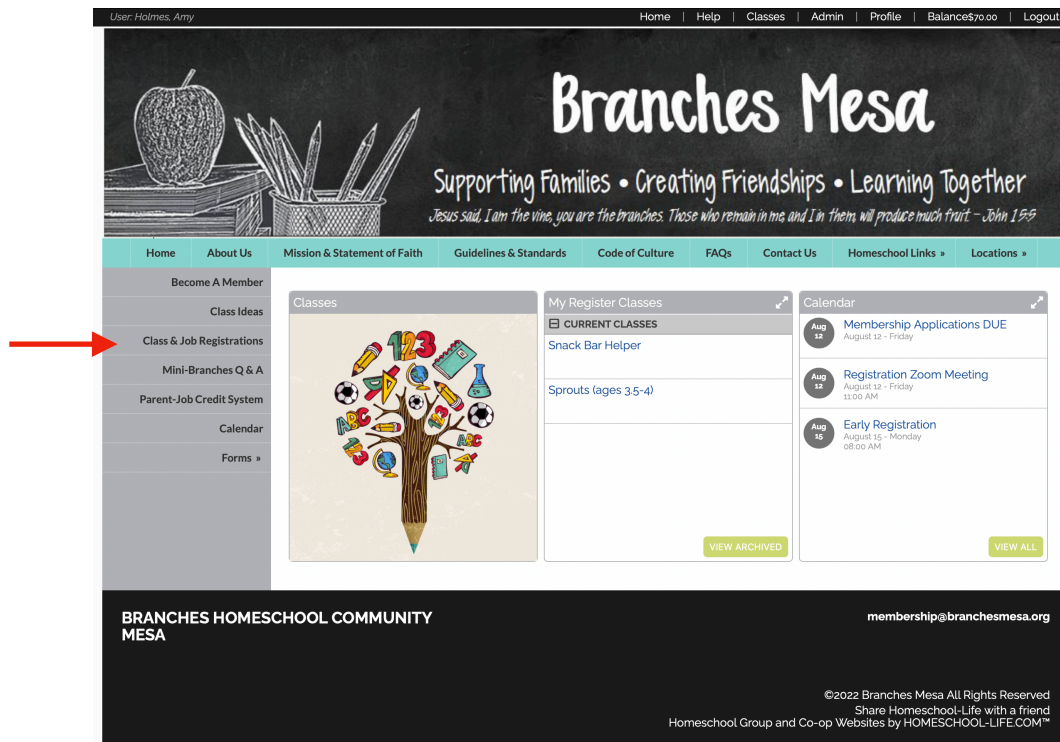 User: Holmes, Amy
Home | Help | Classes | Admin | Profile | Balance$70.00 | Logout
Branches Mesa
Supporting Families • Creating Friendships • Learning Together
Jesus said, I am the vine, you are the branches. Those who remain in me, and I in them, will produce much fruit - John 15:5
Home About Us Mission & Statement of Faith Guidelines & Standards Code of Culture FAQs Contact Us Homeschool Links » Locations »
Become A Member
Class Ideas
Class & Job Registrations
Mini-Branches Q & A
Parent-Job Credit System
Calendar
Forms »
Classes
123
ABC
ABC
123
ABC
My Register Classes
CURRENT CLASSES
Snack Bar Helper
Sprouts (ages 3.5-4)
VIEW ARCHIVED
Calendar
Aug
12
Membership Applications DUE
August 12 - Friday
Aug
12
Registration Zoom Meeting
August 12 - Friday
11:00 AM
Aug
15
Early Registration
August 15 - Monday
08:00 AM
VIEW ALL
BRANCHES HOMESCHOOL COMMUNITY
MESA
membership@branchesmesa.org
©2022 Branches Mesa All Rights Reserved
Share Homeschool-Life with a friend
Homeschool Group and Co-op Websites by HOMESCHOOL-LIFE.COM™